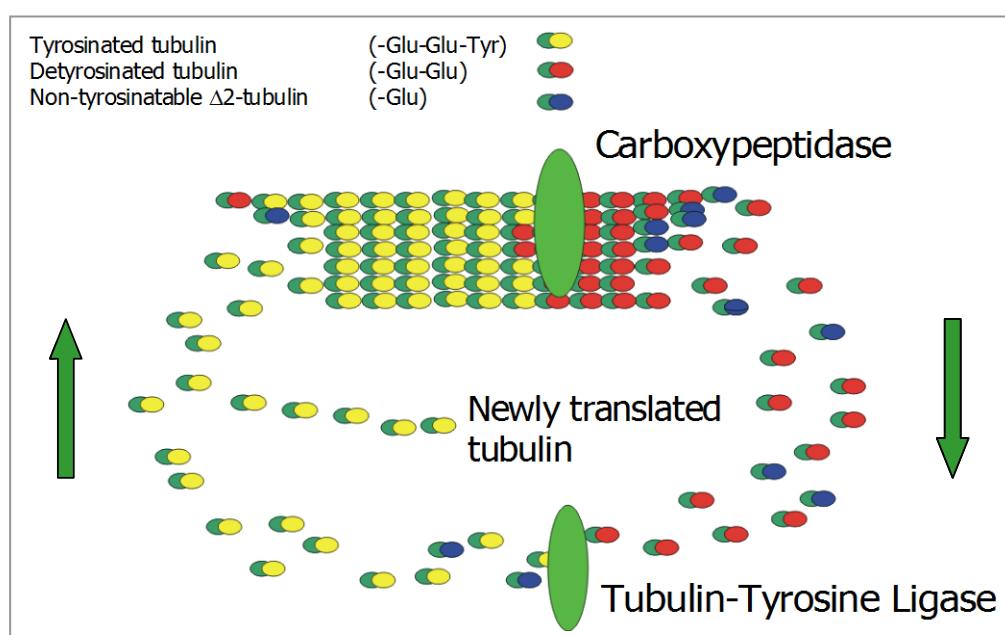 Tyrosinated tubulin (-Glu-Glu-Tyr)
Detyrosinated tubulin (-Glu-Glu)
Non-tyrosinatable Δ2-tubulin (-Glu)
Carboxypeptidase
Newly translated
tubulin
Tubulin-Tyrosine Ligase